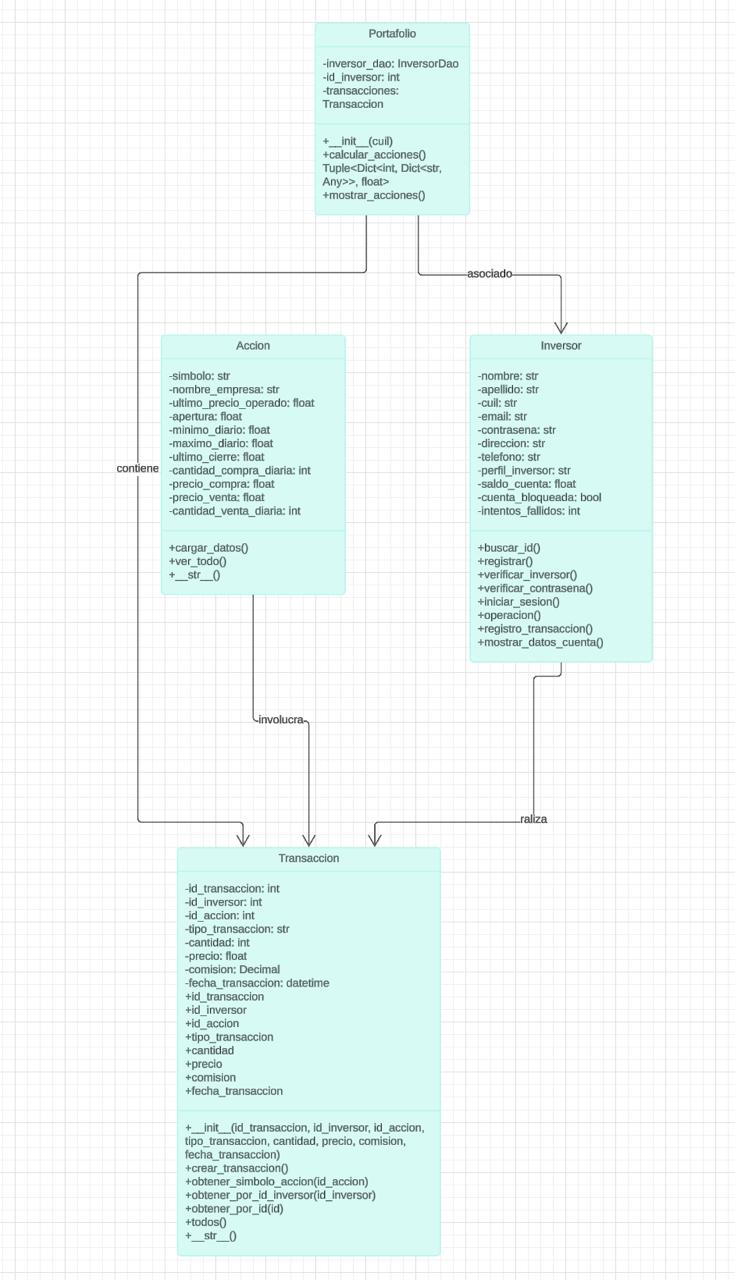 Portafolio
-inversor_dao: InversorDao
-id_inversor: int
-transacciones:
Transaccion
+__init__(cuil)
+calcular_acciones()
Tuple<Dict<int, Dict<str,
Any>>, float>
+mostrar_acciones()
asociado
Accion
-simbolo: str
-nombre_empresa: str
-ultimo_precio_operado: float
-apertura: float
-minimo_diario: float
-maximo_diario: float
-ultimo_cierre: float
-cantidad_compra_diaria: int
-precio_compra: float
-precio_venta: float
-cantidad_venta_diaria: int
+cargar_datos()
+ver_todo()
+__str__()
Inversor
-nombre: str
-apellido: str
-cuil: str
-email: str
-contrasena: str
-direccion: str
-telefono: str
-perfil_inversor: str
-saldo_cuenta: float
-cuenta_bloqueada: bool
-intentos_fallidos: int
+buscar_id()
+registrar()
+verificar_inversor()
+verificar_contrasena()
+iniciar_sesion()
+operacion()
+registro_transaccion()
+mostrar_datos_cuenta()
contiene
involucra
raliza
Transaccion
-id_transaccion: int
-id_inversor: int
-id_accion: int
-tipo_transaccion: str
-cantidad: int
-precio: float
-comision: Decimal
-fecha_transaccion: datetime
+id_transaccion
+id_inversor
+id_accion
+tipo_transaccion
+cantidad
+precio
+comision
+fecha_transaccion
+__init__(id_transaccion, id_inversor, id_accion,
tipo_transaccion, cantidad, precio, comision,
fecha_transaccion)
+crear_transaccion()
+obtener_simbolo_accion(id_accion)
+obtener_por_id_inversor(id_inversor)
+obtener_por_id(id)
+todos()
+__str__()